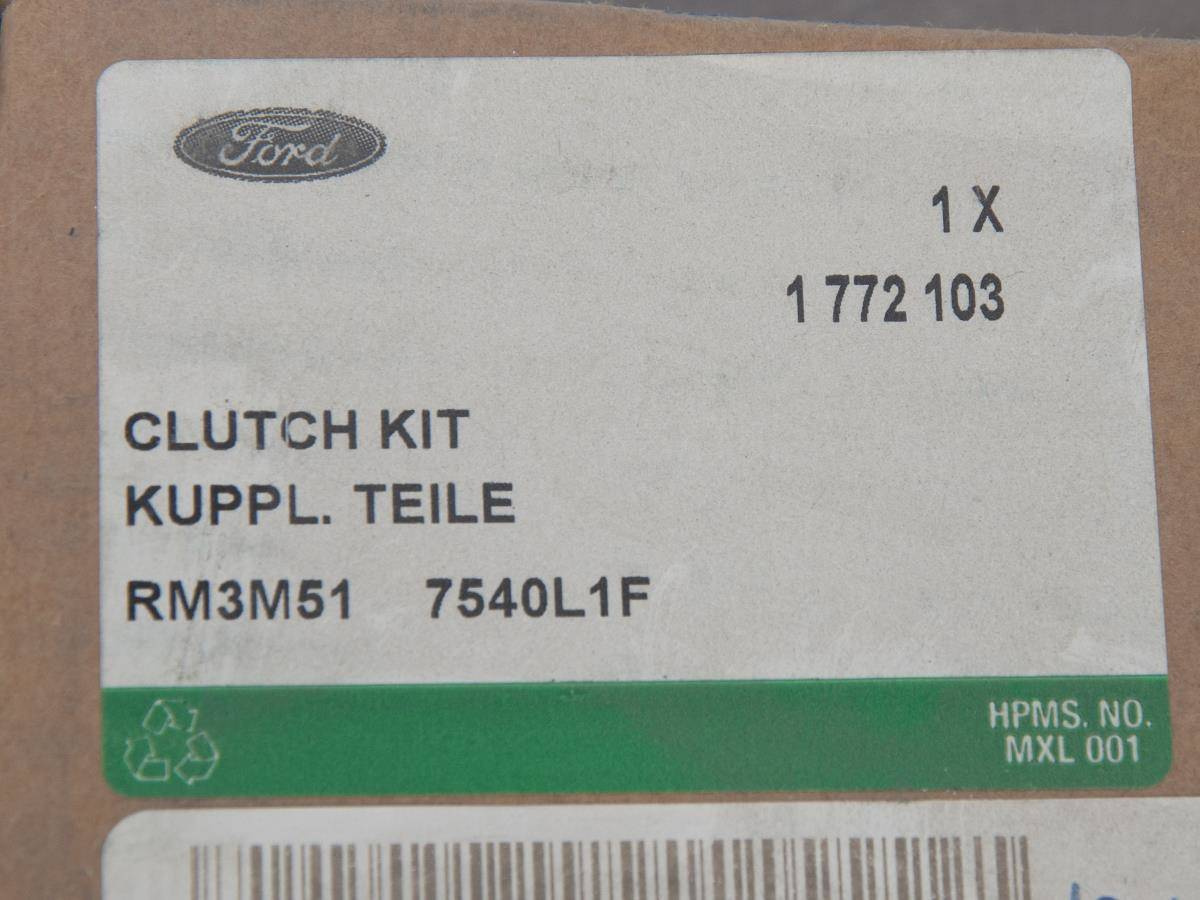 Ford
1 X
1 772 103
CLUTCH KIT
KUPPL. TEILE
RM3M51 7540L1F
HPMS. NO.
MXL 001